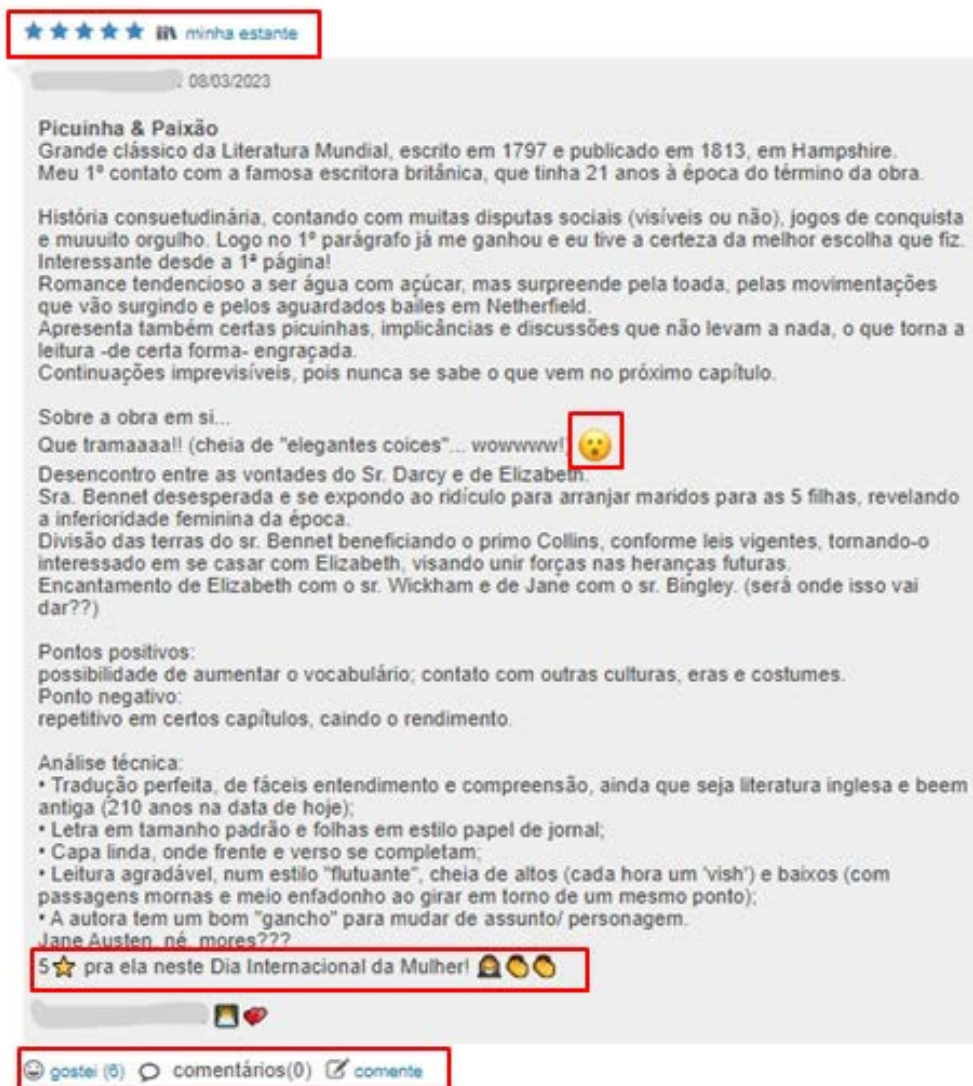 minha estante
08/03/2023
Picuinha & Paixão
Grande clássico da Literatura Mundial, escrito em 1797 e publicado em 1813, em Hampshire.
Meu 1º contato com a famosa escritora britânica, que tinha 21 anos à época do término da obra.
História consuetudinária, contando com muitas disputas sociais (visíveis ou não), jogos de conquista
e muuuito orgulho. Logo no 1º parágrafo já me ganhou e eu tive a certeza da melhor escolha que fiz.
Interessante desde a 1ª página!
Romance tendencioso a ser água com açúcar, mas surpreende pela toada, pelas movimentações
que vão surgindo e pelos aguardados bailes em Netherfield.
Apresenta também certas picuinhas, implicâncias e discussões que não levam a nada, o que torna a
leitura -de certa forma- engraçada.
Continuações imprevisíveis, pois nunca se sabe o que vem no próximo capítulo.
Sobre a obra em si...
Que tramaaaa!! (cheia de "elegantes coices"... wowwww!) 😮
Desencontro entre as vontades do Sr. Darcy e de Elizabeth.
Sra. Bennet desesperada e se expondo ao ridículo para arranjar maridos para as 5 filhas, revelando
a inferioridade feminina da época.
Divisão das terras do sr. Bennet beneficiando o primo Collins, conforme leis vigentes, tornando-o
interessado em se casar com Elizabeth, visando unir forças nas heranças futuras.
Encantamento de Elizabeth com o sr. Wickham e de Jane com o sr. Bingley. (será onde isso vai
dar??)
Pontos positivos:
possibilidade de aumentar o vocabulário; contato com outras culturas, eras e costumes.
Ponto negativo:
repetitivo em certos capítulos, caindo o rendimento.
Análise técnica:
• Tradução perfeita, de fáceis entendimento e compreensão, ainda que seja literatura inglesa e beem
antiga (210 anos na data de hoje);
• Letra em tamanho padrão e folhas em estilo papel de jornal;
• Capa linda, onde frente e verso se completam;
• Leitura agradável, num estilo "flutuante", cheia de altos (cada hora um 'vish') e baixos (com
passagens mornas e meio enfadonho ao girar em torno de um mesmo ponto);
• A autora tem um bom "gancho" para mudar de assunto/ personagem.
Jane Austen, né, mores???
5⭐ pra ela neste Dia Internacional da Mulher!
gostei (6) comentários(0) comente